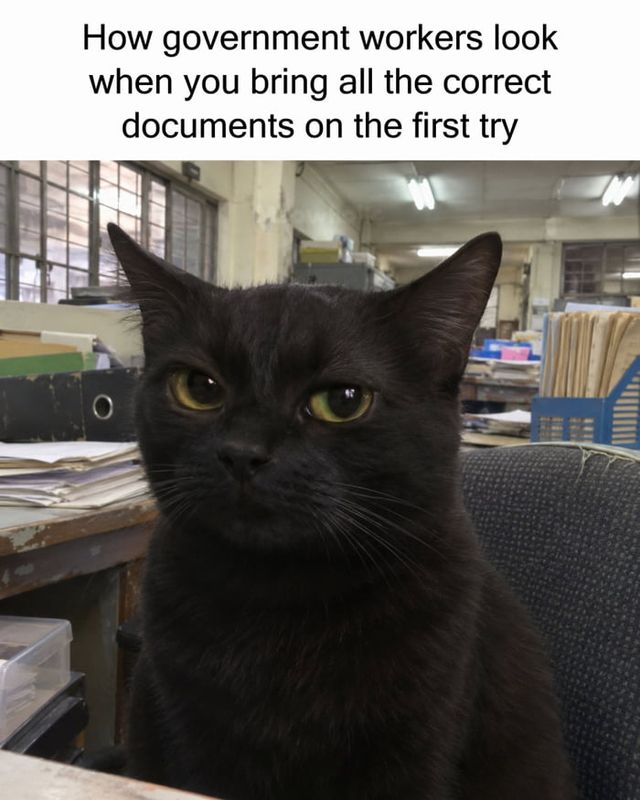 How government workers look
when you bring all the correct
documents on the first try